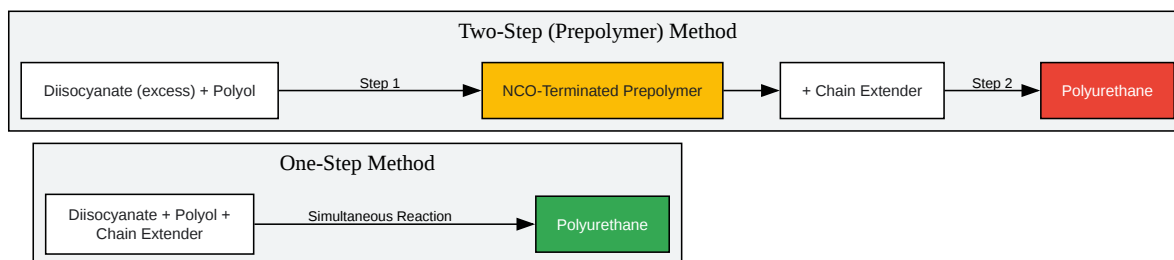 Two-Step (Prepolymer) Method
Diisocyanate (excess) + Polyol
Step 1
NCO-Terminated Prepolymer
+ Chain Extender
Step 2
Polyurethane
One-Step Method
Diisocyanate + Polyol +
Chain Extender
Simultaneous Reaction
Polyurethane